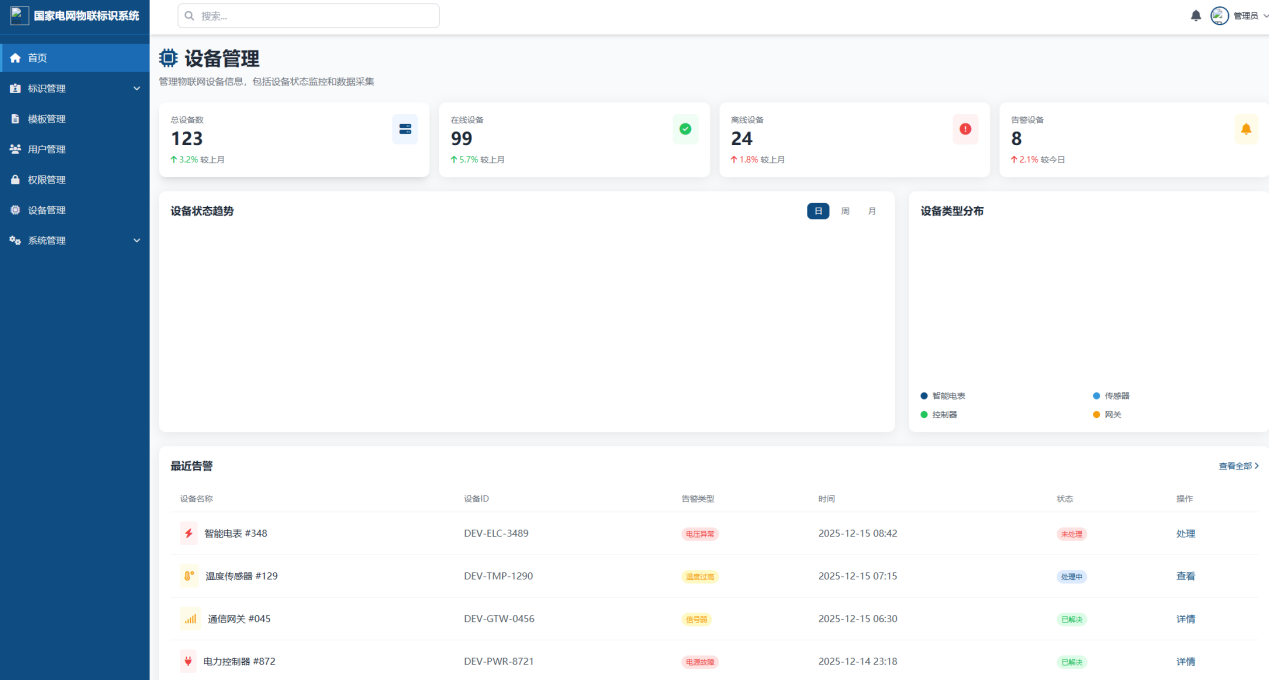 国家电网物联标识系统
搜索...
管理员
首页
标识管理
模板管理
用户管理
权限管理
设备管理
系统管理
设备管理
管理物联网设备信息，包括设备状态监控和数据采集
总设备数
123
3.2% 较上月
在线设备
99
5.7% 较上月
离线设备
24
1.8% 较上月
告警设备
8
2.1% 较今日
设备状态趋势
日 周 月
设备类型分布
智能电表 传感器
控制器 网关
最近告警
查看全部
设备名称 设备ID 告警类型 时间 状态 操作
智能电表 #348 DEV-ELC-3489 电压异常 2025-12-15 08:42 未处理 处理
温度传感器 #129 DEV-TMP-1290 温度过高 2025-12-15 07:15 处理中 查看
通信网关 #045 DEV-GTW-0456 信号弱 2025-12-15 06:30 已解决 详情
电力控制器 #872 DEV-PWR-8721 电源故障 2025-12-14 23:18 已解决 详情